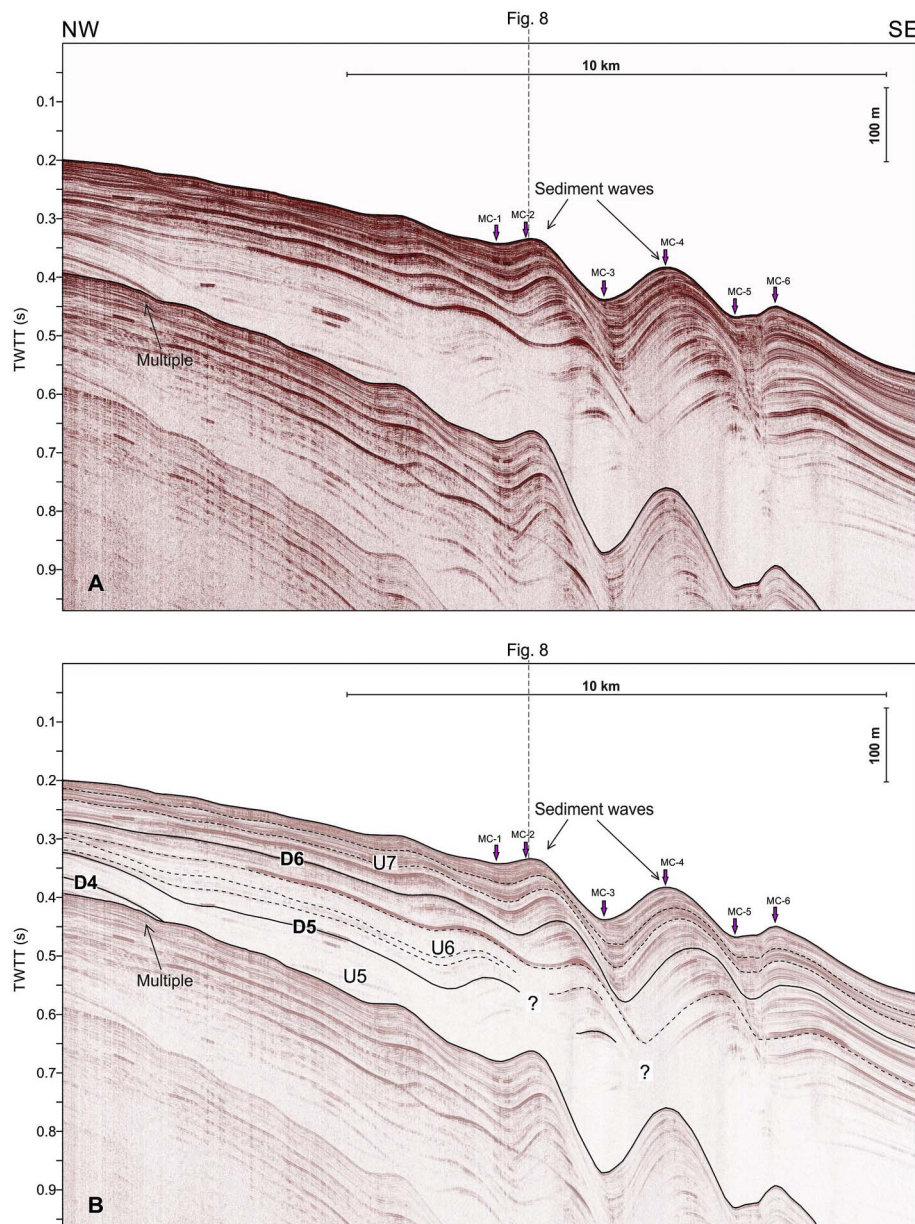 Fig. 8
NW
SE
10 km
100 m
0.1
0.2
0.3
0.4
0.5
0.6
0.7
0.8
0.9
TWTT (s)
Sediment waves
MC-1
MC-2
MC-3
MC-4
MC-5
MC-6
Multiple
A
Fig. 8
10 km
100 m
0.1
0.2
0.3
0.4
0.5
0.6
0.7
0.8
0.9
TWTT (s)
Sediment waves
MC-1
MC-2
MC-3
MC-4
MC-5
MC-6
D6
U7
D4
D5
U6
U5
Multiple
?
?
B